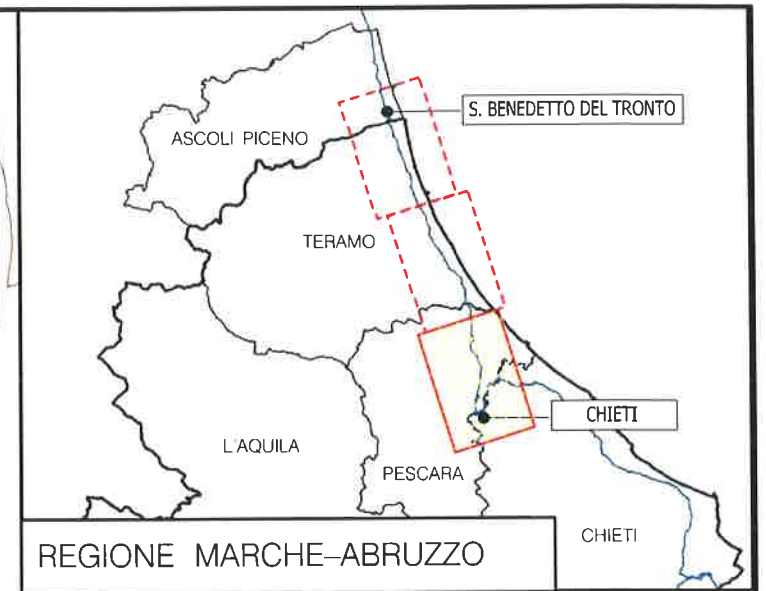 S. BENEDETTO DEL TRONTO
ASCOLI PICENO
TERAMO
CHIETI
L'AQUILA
PESCARA
CHIETI
REGIONE MARCHE–ABRUZZO